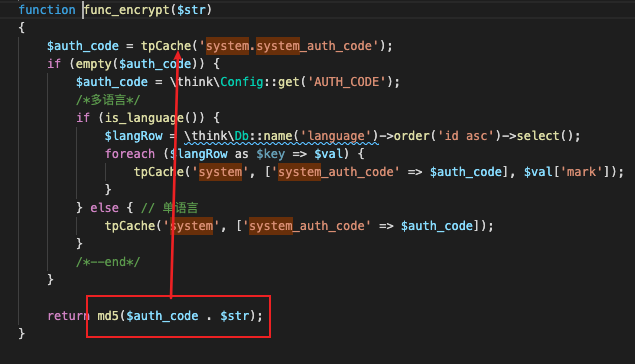 function func_encrypt($str)
{
$auth_code = tpCache('system.system_auth_code');
if (empty($auth_code)) {
$auth_code = \think\Config::get('AUTH_CODE');
/*多语言*/
if (is_language()) {
$langRow = \think\Db::name('language')->order('id asc')->select();
foreach ($langRow as $key => $val) {
tpCache('system', ['system_auth_code' => $auth_code], $val['mark']);
}
} else { // 单语言
tpCache('system', ['system_auth_code' => $auth_code]);
}
/*--end*/
}
return md5($auth_code . $str);
}